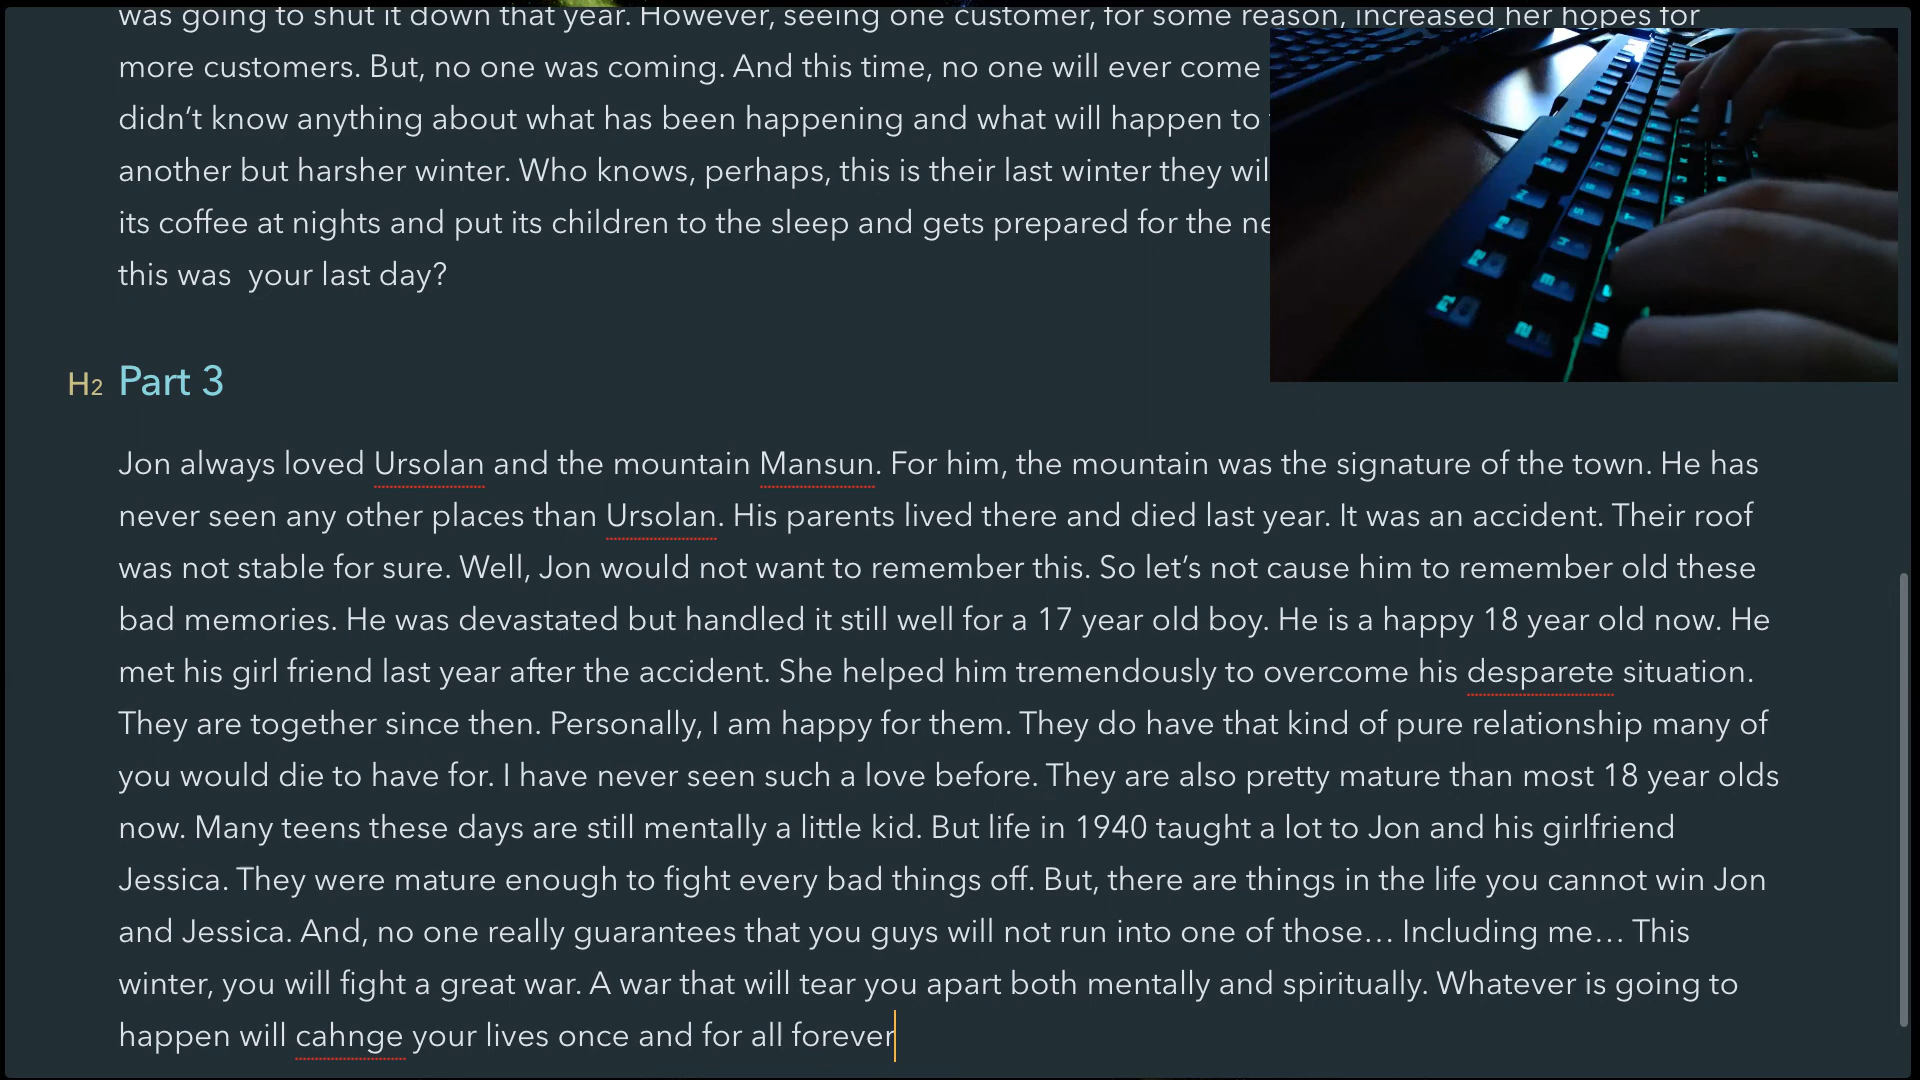 was going to shut it down that year. However, seeing one customer, for some reason, increased her hopes for
more customers. But, no one was coming. And this time, no one will ever come
didn’t know anything about what has been happening and what will happen to
another but harsher winter. Who knows, perhaps, this is their last winter they wil
its coffee at nights and put its children to the sleep and gets prepared for the ne
this was  your last day?
H2 Part 3
Jon always loved Ursolan and the mountain Mansun. For him, the mountain was the signature of the town. He has
never seen any other places than Ursolan. His parents lived there and died last year. It was an accident. Their roof
was not stable for sure. Well, Jon would not want to remember this. So let’s not cause him to remember old these
bad memories. He was devastated but handled it still well for a 17 year old boy. He is a happy 18 year old now. He
met his girl friend last year after the accident. She helped him tremendously to overcome his desparete situation.
They are together since then. Personally, I am happy for them. They do have that kind of pure relationship many of
you would die to have for. I have never seen such a love before. They are also pretty mature than most 18 year olds
now. Many teens these days are still mentally a little kid. But life in 1940 taught a lot to Jon and his girlfriend
Jessica. They were mature enough to fight every bad things off. But, there are things in the life you cannot win Jon
and Jessica. And, no one really guarantees that you guys will not run into one of those… Including me… This
winter, you will fight a great war. A war that will tear you apart both mentally and spiritually. Whatever is going to
happen will cahnge your lives once and for all forever